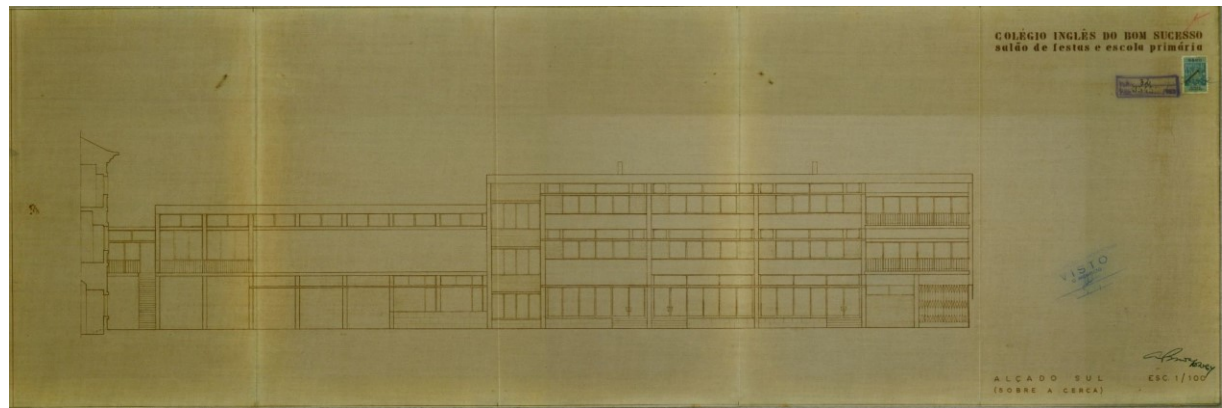 COLÉGIO INGLÊS DO BOM SUCESSO
salão de festas e escola primária
VISTO
ALÇADO SUL
ESC. 1/100
(SOBRE A CERCA)